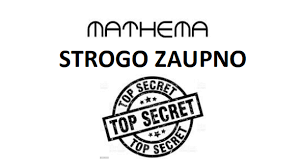 MATHEMA
STROGO ZAUPNO
TOP SECRET
TOP SECRET
TOP SECRET